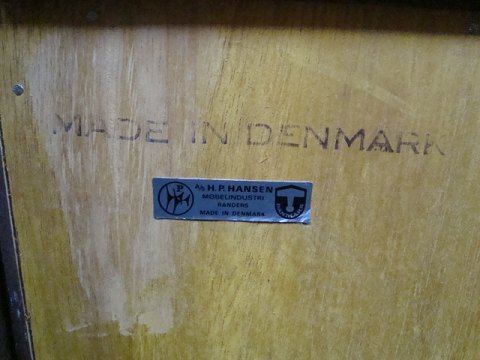 MADE IN DENMARK
A/S H.P. HANSEN
MØBELINDUSTRI
RANDERS
MADE IN DENMARK